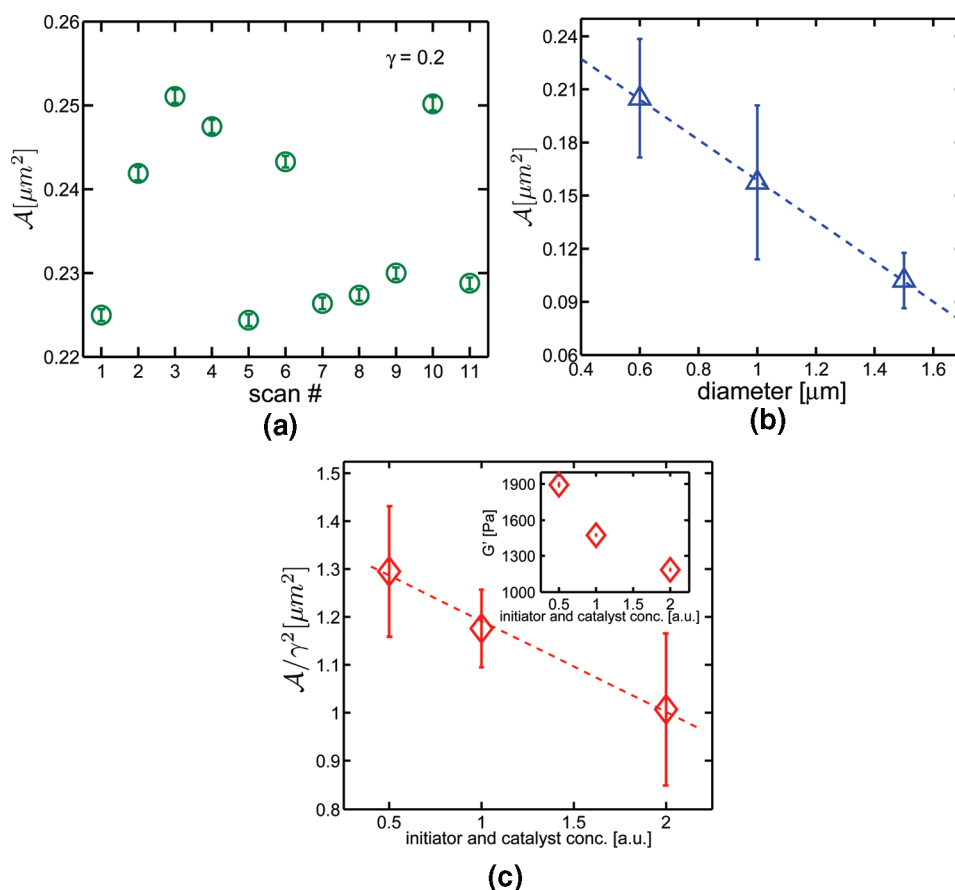 0.26
0.25
0.24
0.23
0.22
𝒜[μm²]
γ = 0.2
1 2 3 4 5 6 7 8 9 10 11
scan #
(a)
0.24
0.21
0.18
0.15
0.12
0.09
0.06
𝒜[μm²]
0.4 0.6 0.8 1 1.2 1.4 1.6
diameter [μm]
(b)
1.5
1.4
1.3
1.2
1.1
1
0.9
0.8
𝒜/γ²[μm²]
0.5 1 1.5 2
initiator and catalyst conc. [a.u.]
1900
1600
1300
1000
G' [Pa]
0.5 1 1.5 2
initiator and catalyst conc. [a.u.]
(c)